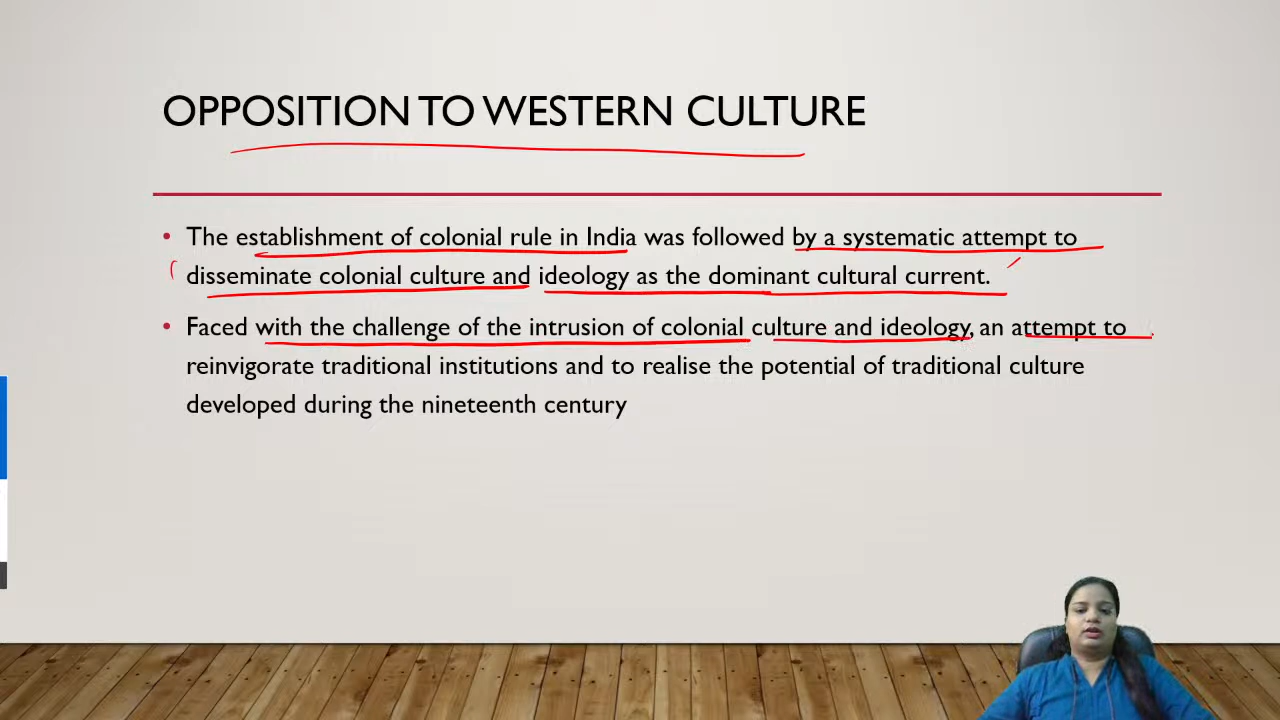 OPPOSITION TO WESTERN CULTURE
• The establishment of colonial rule in India was followed by a systematic attempt to
disseminate colonial culture and ideology as the dominant cultural current.
• Faced with the challenge of the intrusion of colonial culture and ideology, an attempt to
reinvigorate traditional institutions and to realise the potential of traditional culture
developed during the nineteenth century